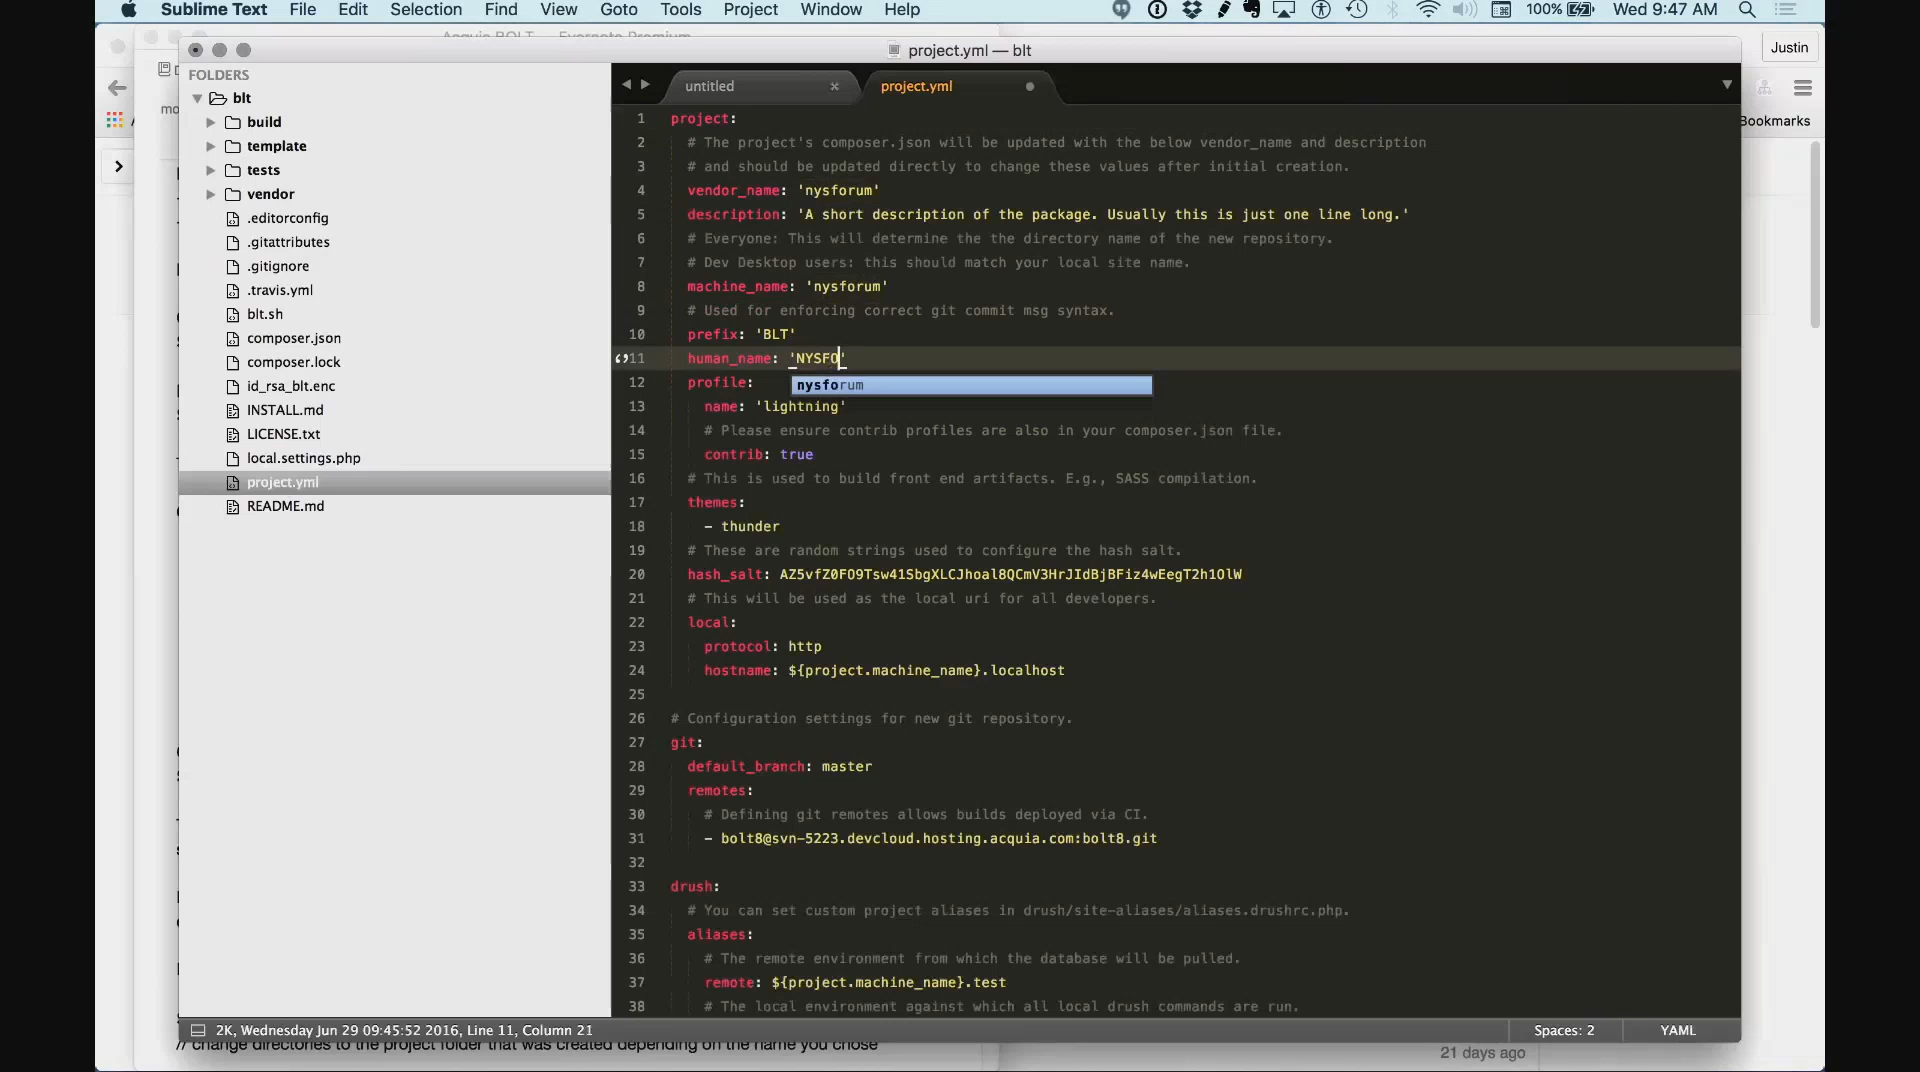 Sublime Text File Edit Selection Find View Goto Tools Project Window Help 100% Wed 9:47 AM
Justin
Bookmarks
project.yml — blt
FOLDERS
blt
build
template
tests
vendor
.editorconfig
.gitattributes
.gitignore
.travis.yml
blt.sh
composer.json
composer.lock
id_rsa_blt.enc
INSTALL.md
LICENSE.txt
local.settings.php
project.yml
README.md
untitled project.yml
1 project:
2 # The project's composer.json will be updated with the below vendor_name and description
3 # and should be updated directly to change these values after initial creation.
4 vendor_name: 'nysforum'
5 description: 'A short description of the package. Usually this is just one line long.'
6 # Everyone: This will determine the the directory name of the new repository.
7 # Dev Desktop users: this should match your local site name.
8 machine_name: 'nysforum'
9 # Used for enforcing correct git commit msg syntax.
10 prefix: 'BLT'
11 human_name: 'NYSFO'
12 profile:
nysforum
13 name: 'lightning'
14 # Please ensure contrib profiles are also in your composer.json file.
15 contrib: true
16 # This is used to build front end artifacts. E.g., SASS compilation.
17 themes:
18 - thunder
19 # These are random strings used to configure the hash salt.
20 hash_salt: AZ5vfZ0FO9Tsw41SbgXLCJhoal8QCmV3HrJIdBjBFiz4wEegT2h1OlW
21 # This will be used as the local uri for all developers.
22 local:
23 protocol: http
24 hostname: ${project.machine_name}.localhost
25
26 # Configuration settings for new git repository.
27 git:
28 default_branch: master
29 remotes:
30 # Defining git remotes allows builds deployed via CI.
31 - bolt8@svn-5223.devcloud.hosting.acquia.com:bolt8.git
32
33 drush:
34 # You can set custom project aliases in drush/site-aliases/aliases.drushrc.php.
35 aliases:
36 # The remote environment from which the database will be pulled.
37 remote: ${project.machine_name}.test
38 # The local environment against which all local drush commands are run.
2K, Wednesday Jun 29 09:45:52 2016, Line 11, Column 21 Spaces: 2 YAML
// change directories to the project folder that was created depending on the name you chose
21 days ago